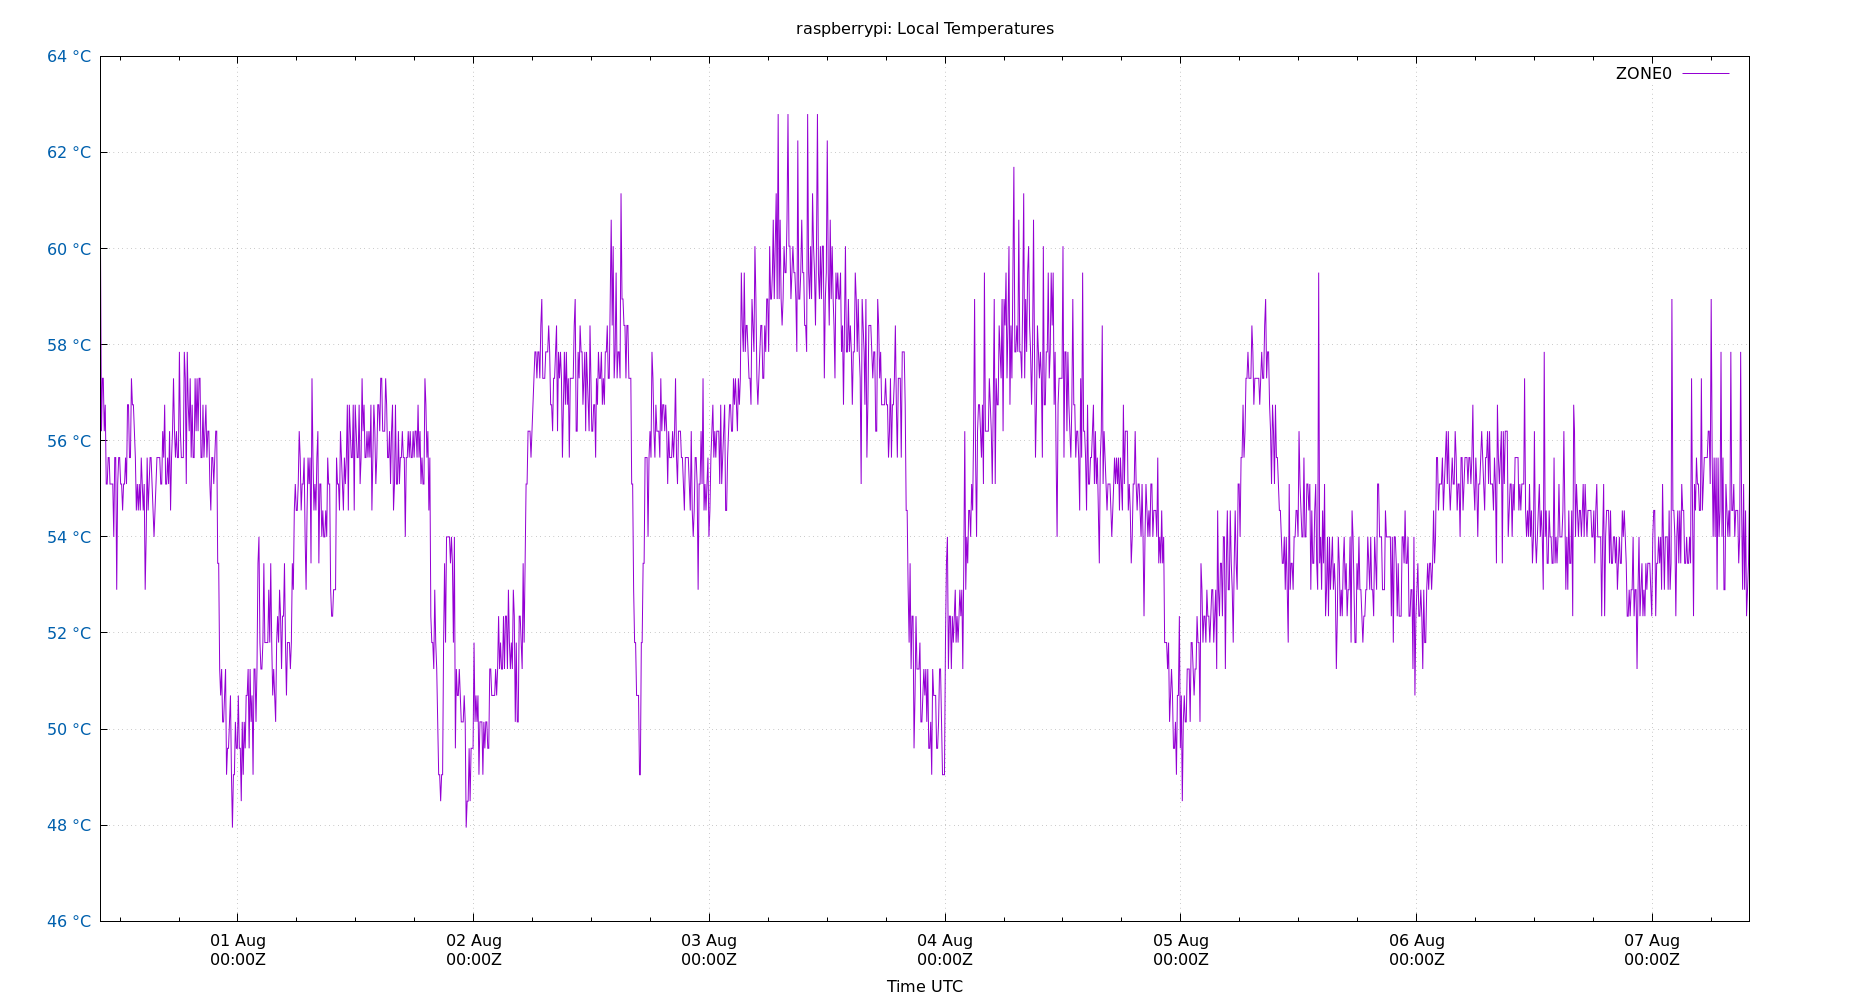 raspberrypi: Local Temperatures
64 °C
ZONE0
62 °C
60 °C
58 °C
56 °C
54 °C
52 °C
50 °C
48 °C
46 °C
01 Aug 02 Aug 03 Aug 04 Aug 05 Aug 06 Aug 07 Aug
00:00Z 00:00Z 00:00Z 00:00Z 00:00Z 00:00Z 00:00Z
Time UTC